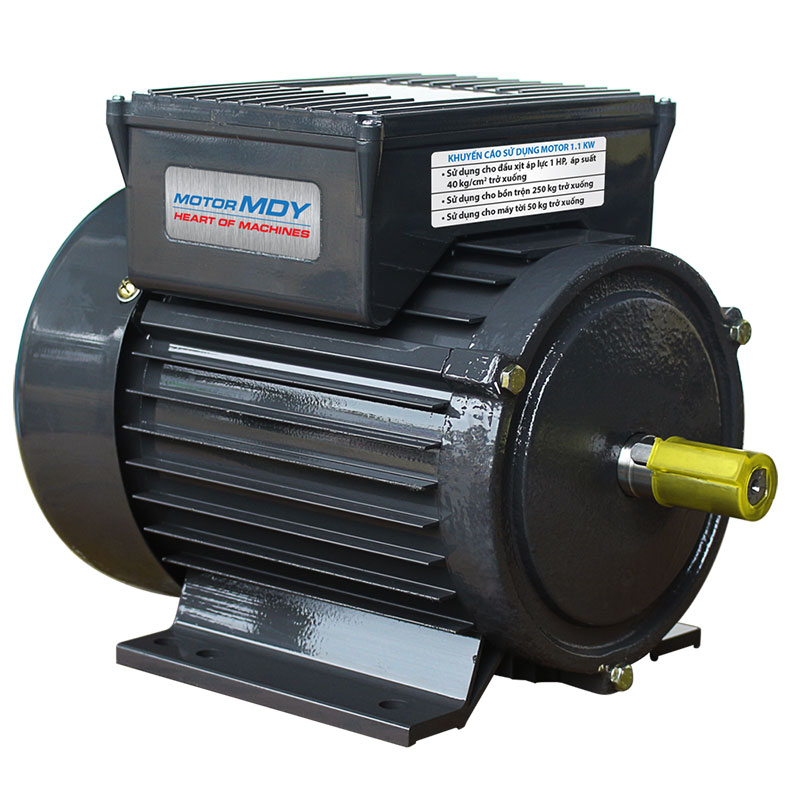 MOTOR MDY
HEART OF MACHINES
KHUYẾN CÁO SỬ DỤNG MOTOR 1.1 KW
• Sử dụng cho đầu xịt áp lực 1 HP, áp suất
40 kg/cm² trở xuống
• Sử dụng cho bồn trộn 250 kg trở xuống
• Sử dụng cho máy tời 50 kg trở xuống